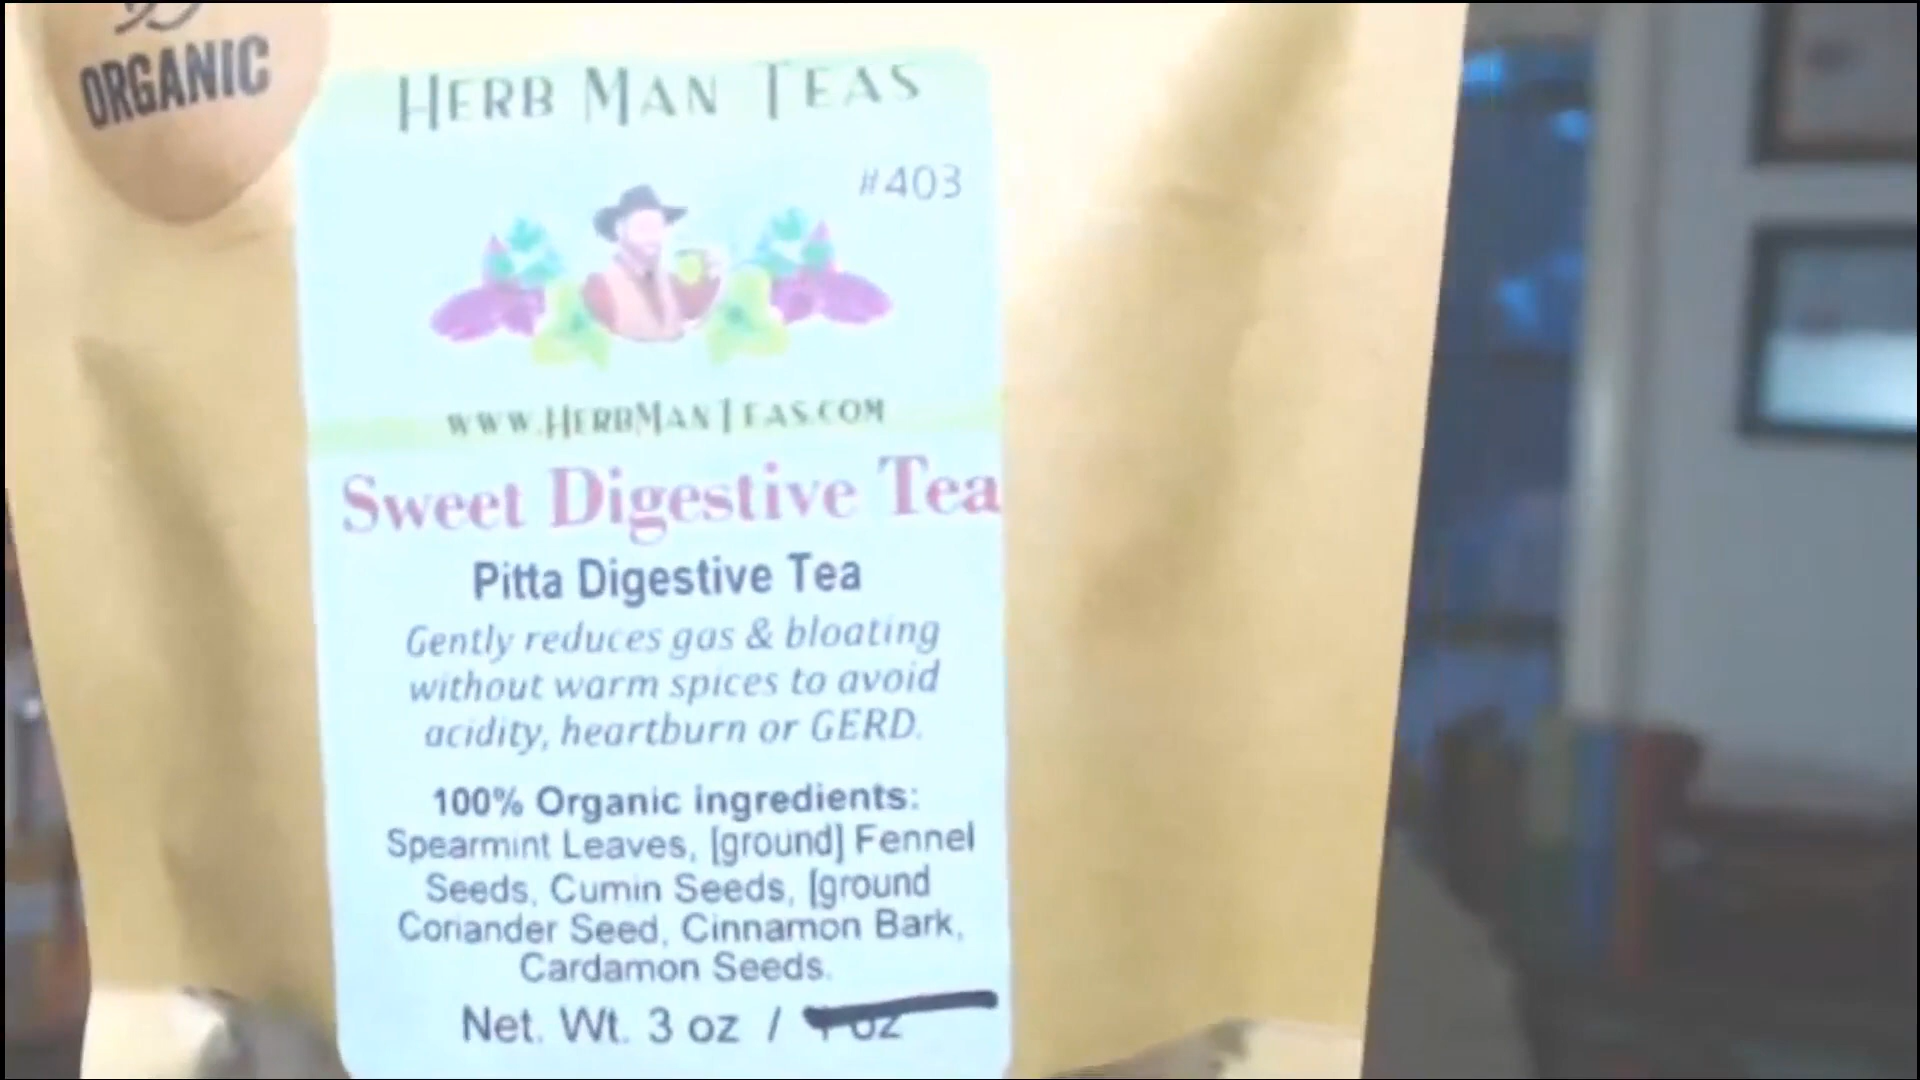 ORGANIC
HERB MAN TEAS
#403
WWW.HERBMANTEAS.COM
Sweet Digestive Tea
Pitta Digestive Tea
Gently reduces gas & bloating
without warm spices to avoid
acidity, heartburn or GERD.
100% Organic ingredients:
Spearmint Leaves, [ground] Fennel
Seeds, Cumin Seeds, [ground
Coriander Seed, Cinnamon Bark,
Cardamon Seeds.
Net. Wt. 3 oz / oz